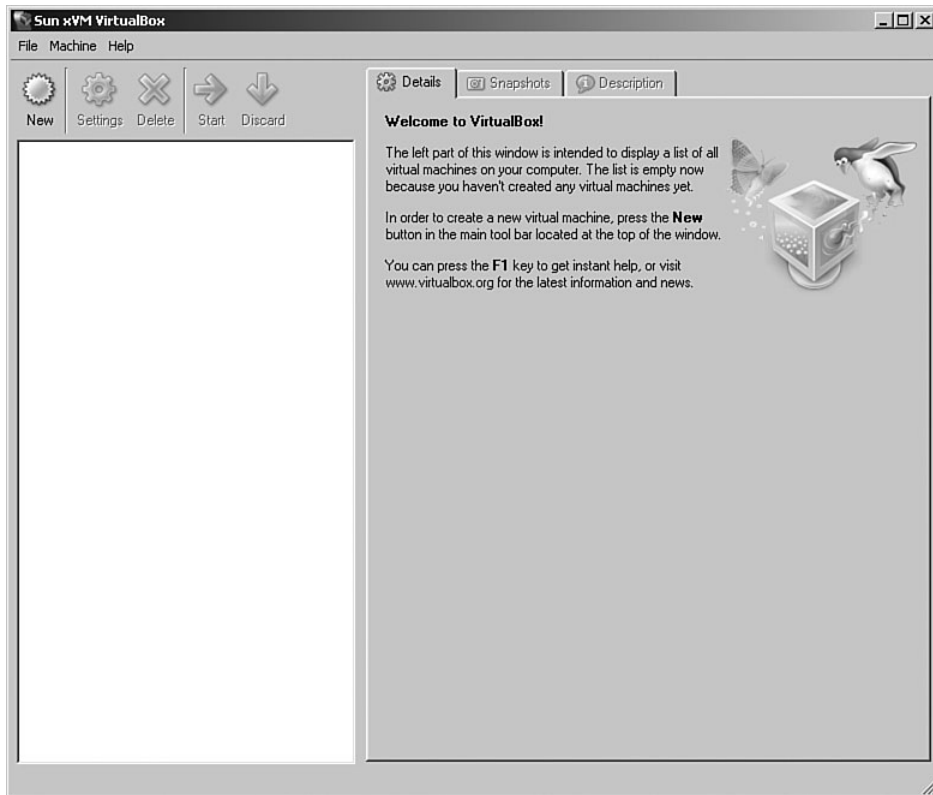 Sun xVM VirtualBox
File Machine Help
New Settings Delete Start Discard
Details Snapshots Description
Welcome to VirtualBox!
The left part of this window is intended to display a list of all
virtual machines on your computer. The list is empty now
because you haven't created any virtual machines yet.
In order to create a new virtual machine, press the New
button in the main tool bar located at the top of the window.
You can press the F1 key to get instant help, or visit
www.virtualbox.org for the latest information and news.